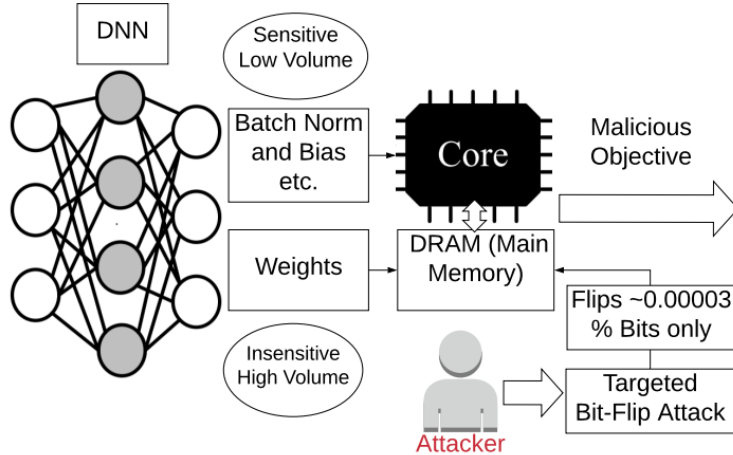 DNN
Sensitive
Low Volume
Batch Norm
and Bias
etc.
Core
Malicious
Objective
Weights
DRAM (Main
Memory)
Flips ~0.00003
% Bits only
Insensitive
High Volume
Targeted
Bit-Flip Attack
Attacker